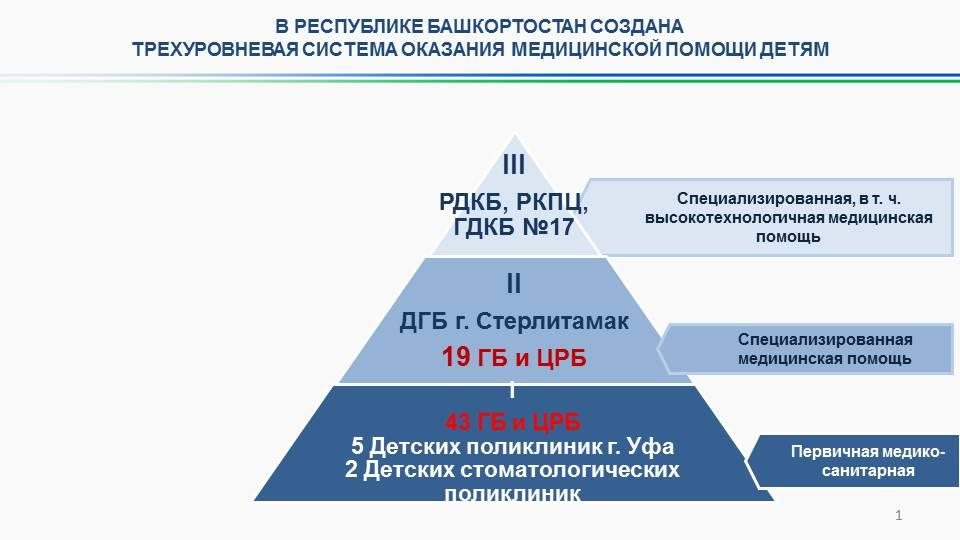 В РЕСПУБЛИКЕ БАШКОРТОСТАН СОЗДАНА
ТРЕХУРОВНЕВАЯ СИСТЕМА ОКАЗАНИЯ МЕДИЦИНСКОЙ ПОМОЩИ ДЕТЯМ
III
РДКБ, РКПЦ,
ГДКБ №17
Специализированная, в т. ч.
высокотехнологичная медицинская
помощь
II
ДГБ г. Стерлитамак
19 ГБ и ЦРБ
Специализированная
медицинская помощь
I
43 ГБ и ЦРБ
5 Детских поликлиник г. Уфа
2 Детских стоматологических
поликлиник
Первичная медико-
санитарная
1